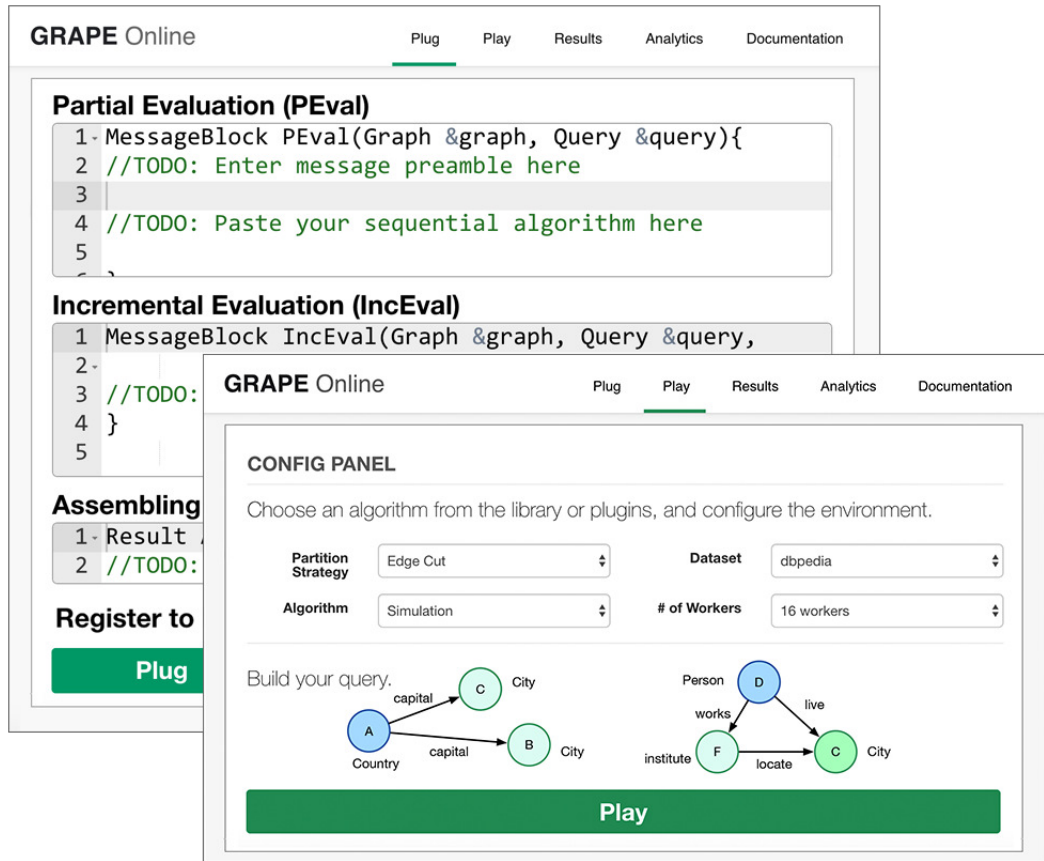 GRAPE Online
Plug Play Results Analytics Documentation
Partial Evaluation (PEval)
1 MessageBlock PEval(Graph &graph, Query &query){
2 //TODO: Enter message preamble here
3
4 //TODO: Paste your sequential algorithm here
5
Incremental Evaluation (IncEval)
1 MessageBlock IncEval(Graph &graph, Query &query,
2
3 //TODO:
4 }
5
Assembling
1 Result
2 //TODO:
Register to
Plug
GRAPE Online
Plug Play Results Analytics Documentation
CONFIG PANEL
Choose an algorithm from the library or plugins, and configure the environment.
Partition Strategy Edge Cut Dataset dbpedia
Algorithm Simulation # of Workers 16 workers
Build your query.
capital C City
A
Country
capital B City
Person D
works live
institute F locate C City
Play